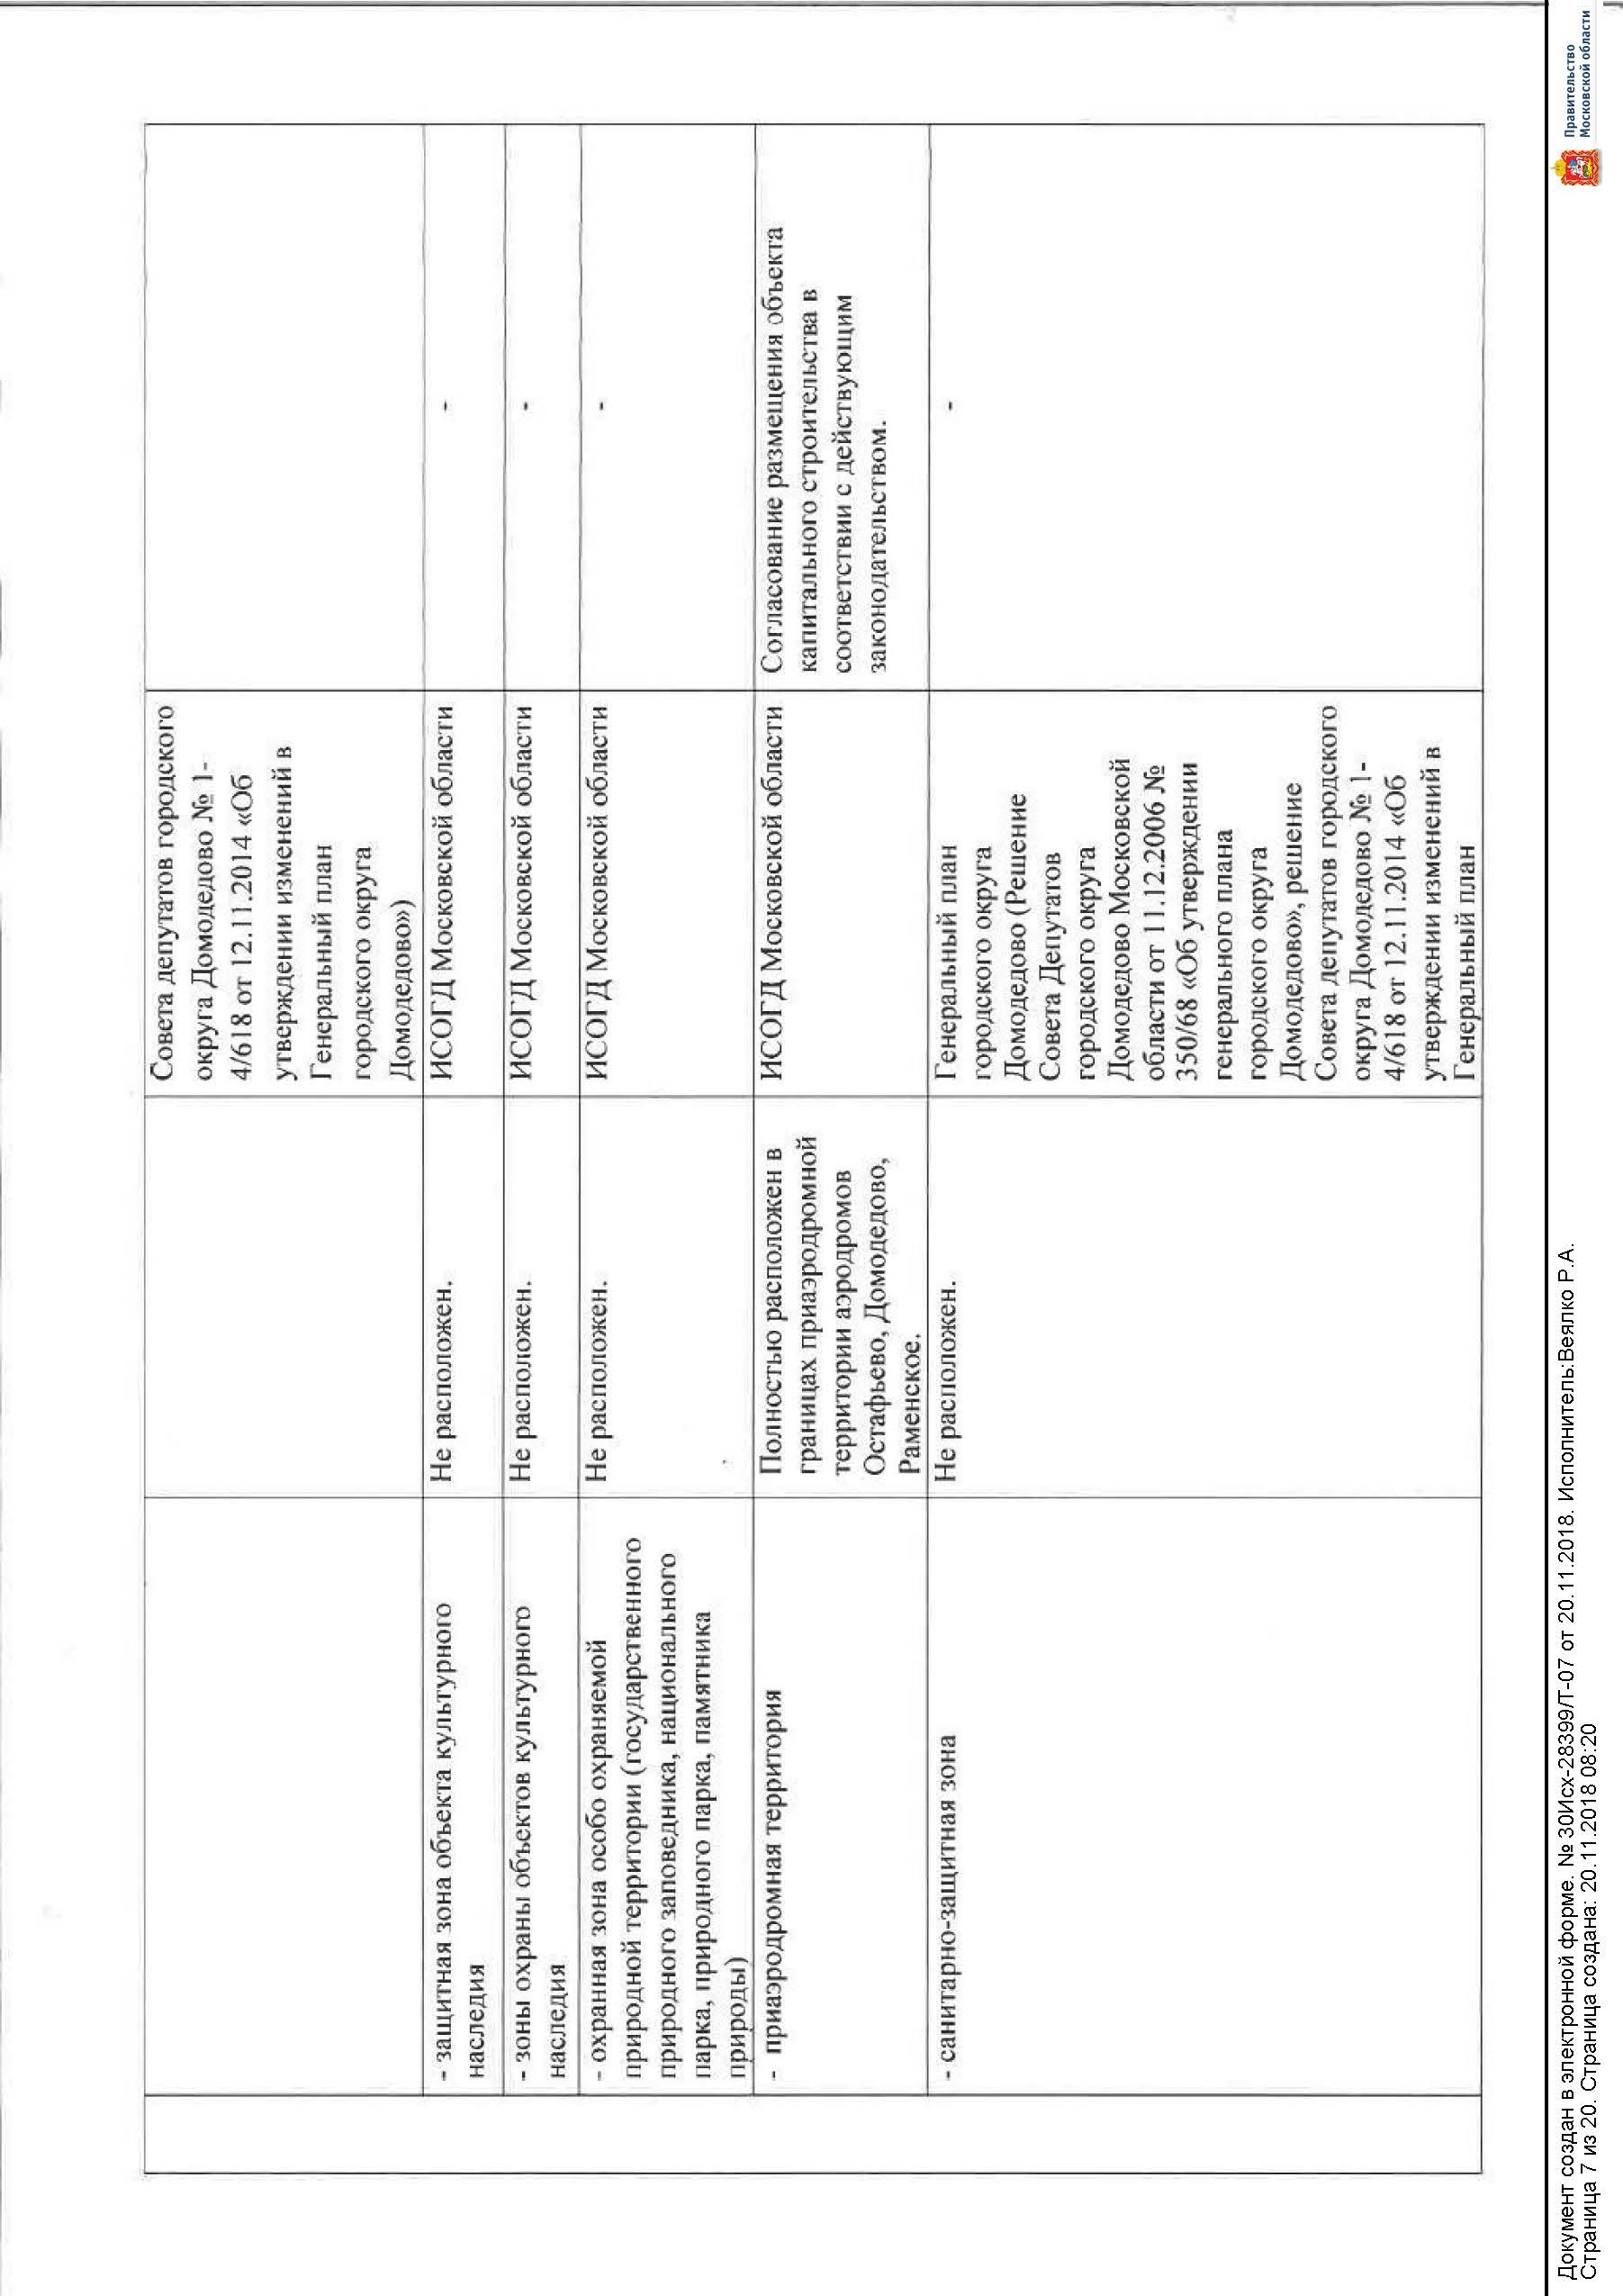 Совета депутатов городского
округа Домодедово № 1-
4/618 от 12.11.2014 «Об
утверждении изменений в
Генеральный план
городского округа
Домодедово»)
- защитная зона объекта культурного
наследия
Не расположен.
ИСОГД Московской области
-
- зоны охраны объектов культурного
наследия
Не расположен.
ИСОГД Московской области
-
- охранная зона особо охраняемой
природной территории (государственного
природного заповедника, национального
парка, природного парка, памятника
природы)
Не расположен.
ИСОГД Московской области
-
- приаэродромная территория
Полностью расположен в
границах приаэродромной
территории аэродромов
Остафьево, Домодедово,
Раменское.
ИСОГД Московской области
Согласование размещения объекта
капитального строительства в
соответствии с действующим
законодательством.
- санитарно-защитная зона
Не расположен.
Генеральный план
городского округа
Домодедово (Решение
Совета Депутатов
городского округа
Домодедово Московской
области от 11.12.2006 №
350/68 «Об утверждении
генерального плана
городского округа
Домодедово», решение
Совета депутатов городского
округа Домодедово № 1-
4/618 от 12.11.2014 «Об
утверждении изменений в
Генеральный план
-
Документ создан в электронной форме. № 30Исх-28399/Т-07 от 20.11.2018. Исполнитель:Веялко Р.А.
Страница 7 из 20. Страница создана: 20.11.2018 08:20
Правительство
Московской области